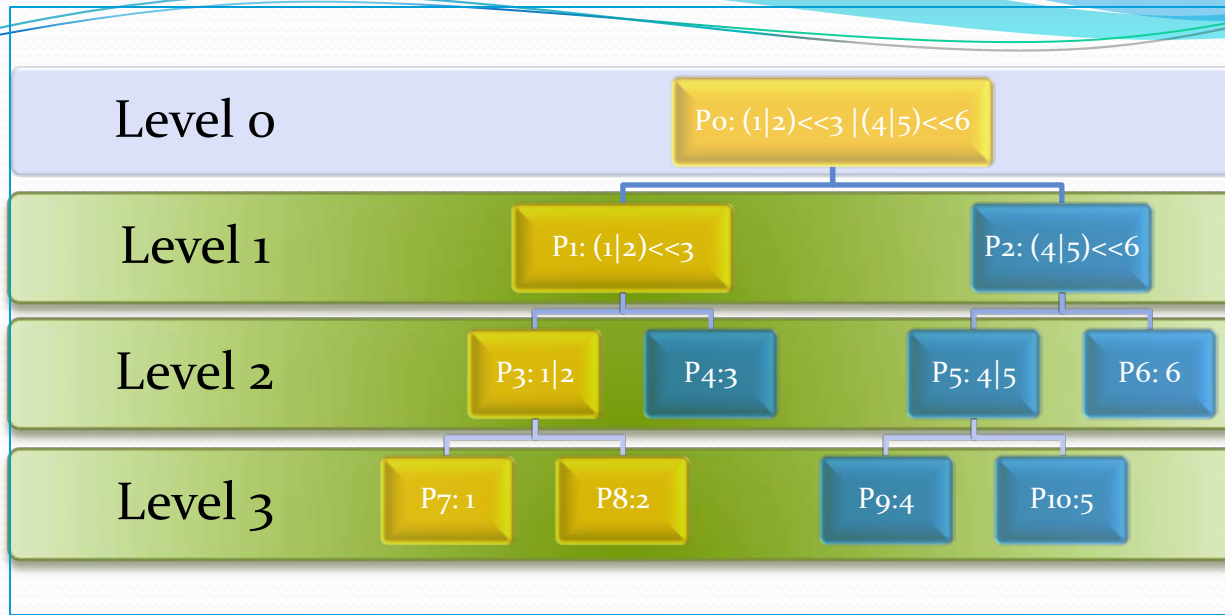 Level 0
P0: (1|2)<<3 |(4|5)<<6
Level 1
P1: (1|2)<<3
P2: (4|5)<<6
Level 2
P3: 1|2
P4:3
P5: 4|5
P6: 6
Level 3
P7: 1
P8:2
P9:4
P10:5